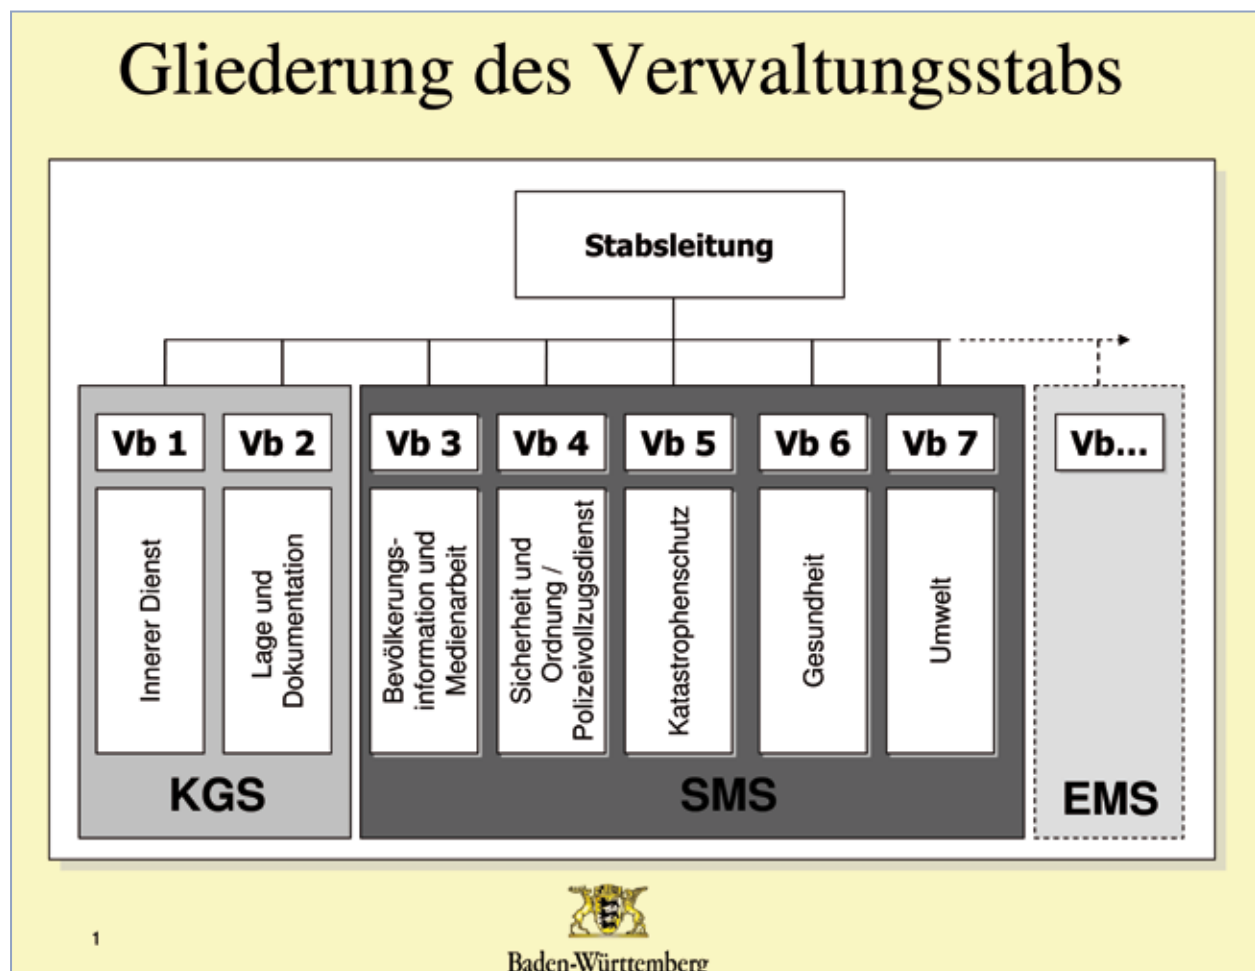 Gliederung des Verwaltungsstabs
Stabsleitung
Vb 1
Vb 2
Vb 3
Vb 4
Vb 5
Vb 6
Vb 7
Vb...
Innerer Dienst
Lage und
Dokumentation
Bevölkerungs-
information und
Medienarbeit
Sicherheit und
Ordnung /
Polizeivollzugsdienst
Katastrophenschutz
Gesundheit
Umwelt
KGS
SMS
EMS
1
Baden-Württemberg